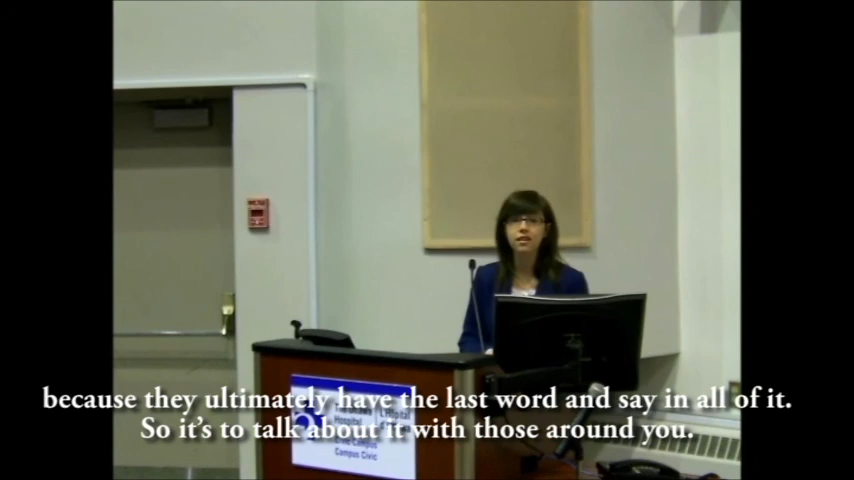 because they ultimately have the last word and say in all of it.
So it's to talk about it with those around you.
Hospital
Campus Civic